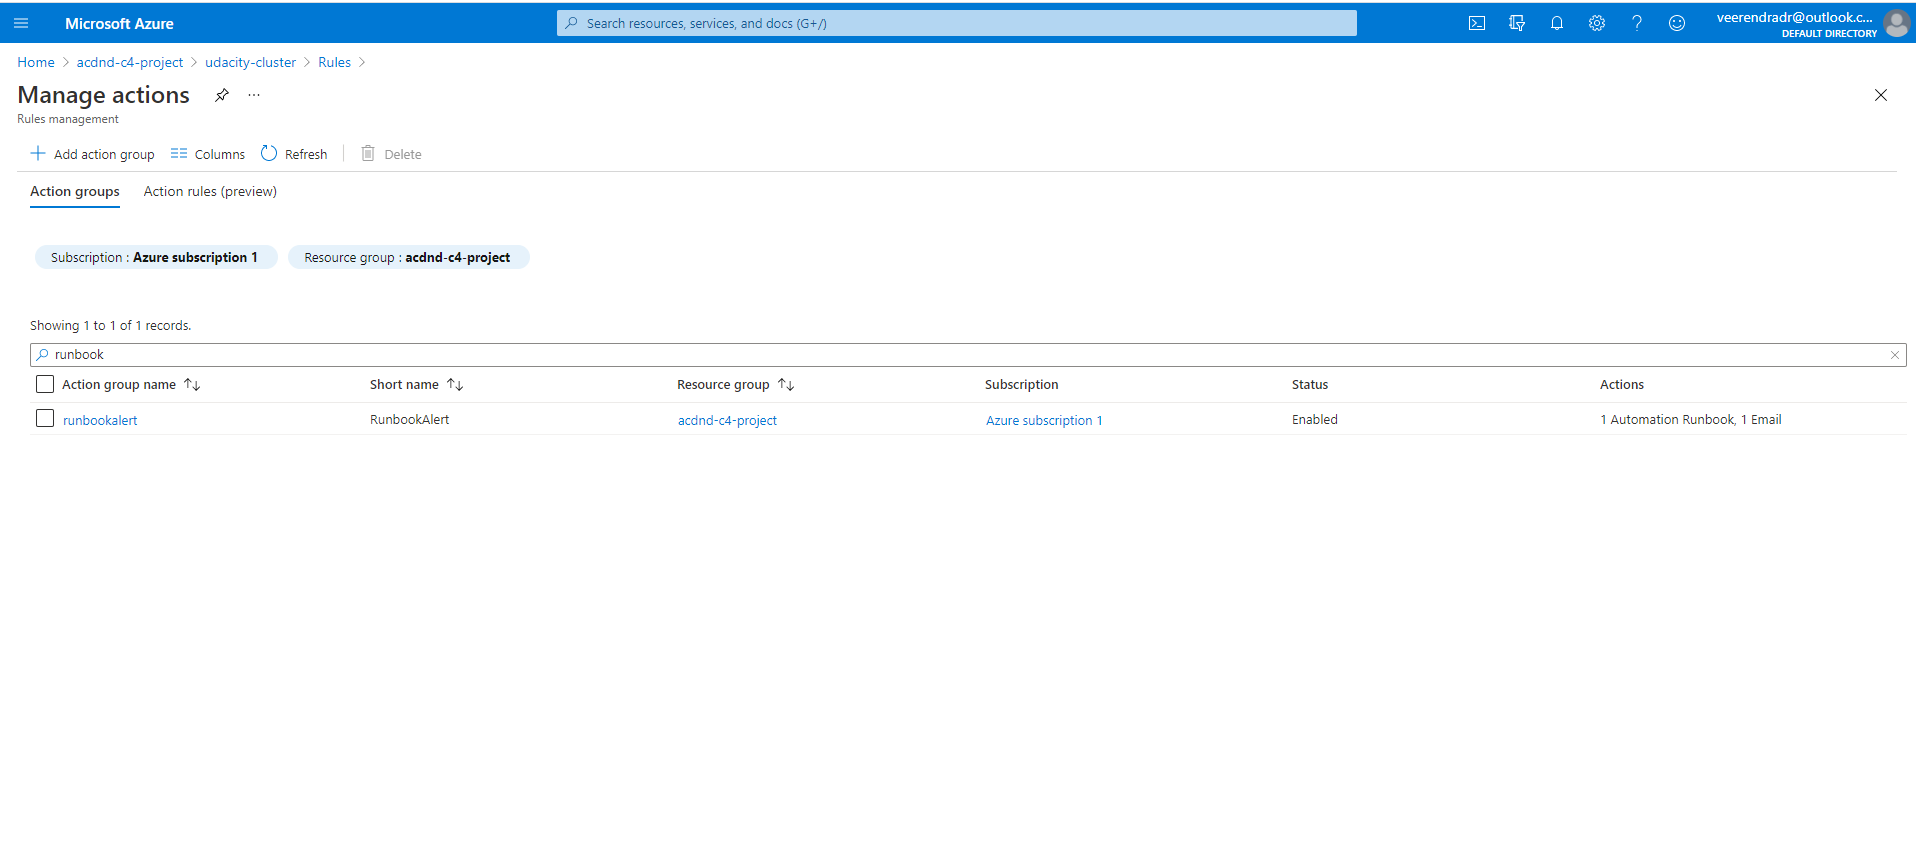 Microsoft Azure
Search resources, services, and docs (G+/)
veerendradr@outlook.c...
DEFAULT DIRECTORY
Home > acdnd-c4-project > udacity-cluster > Rules >
Manage actions ...
Rules management
Add action group Columns Refresh Delete
Action groups Action rules (preview)
Subscription : Azure subscription 1 Resource group : acdnd-c4-project
Showing 1 to 1 of 1 records.
runbook
Action group name Short name Resource group Subscription Status Actions
runbookalert RunbookAlert acdnd-c4-project Azure subscription 1 Enabled 1 Automation Runbook, 1 Email